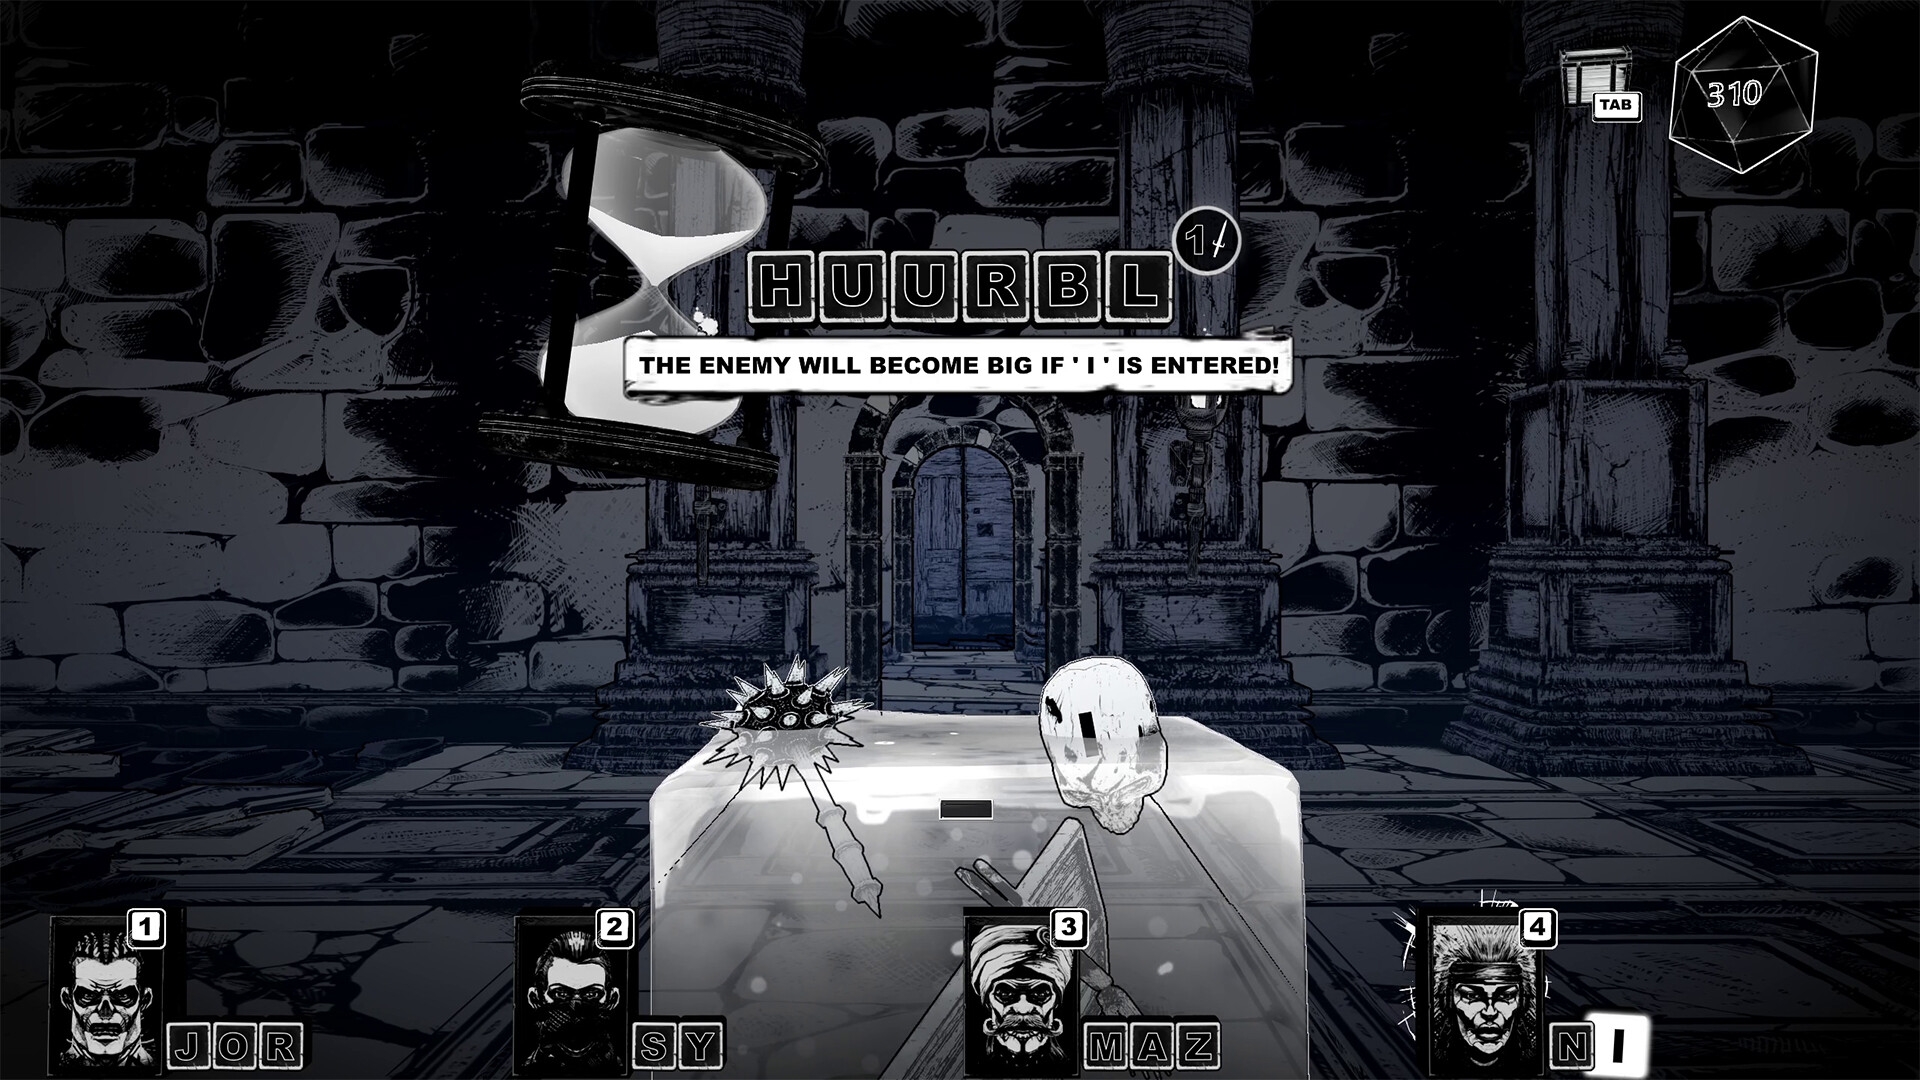 310
TAB
1
HUURBL
THE ENEMY WILL BECOME BIG IF ' I ' IS ENTERED!
1
JOR
2
SY
3
MAZ
4
NI